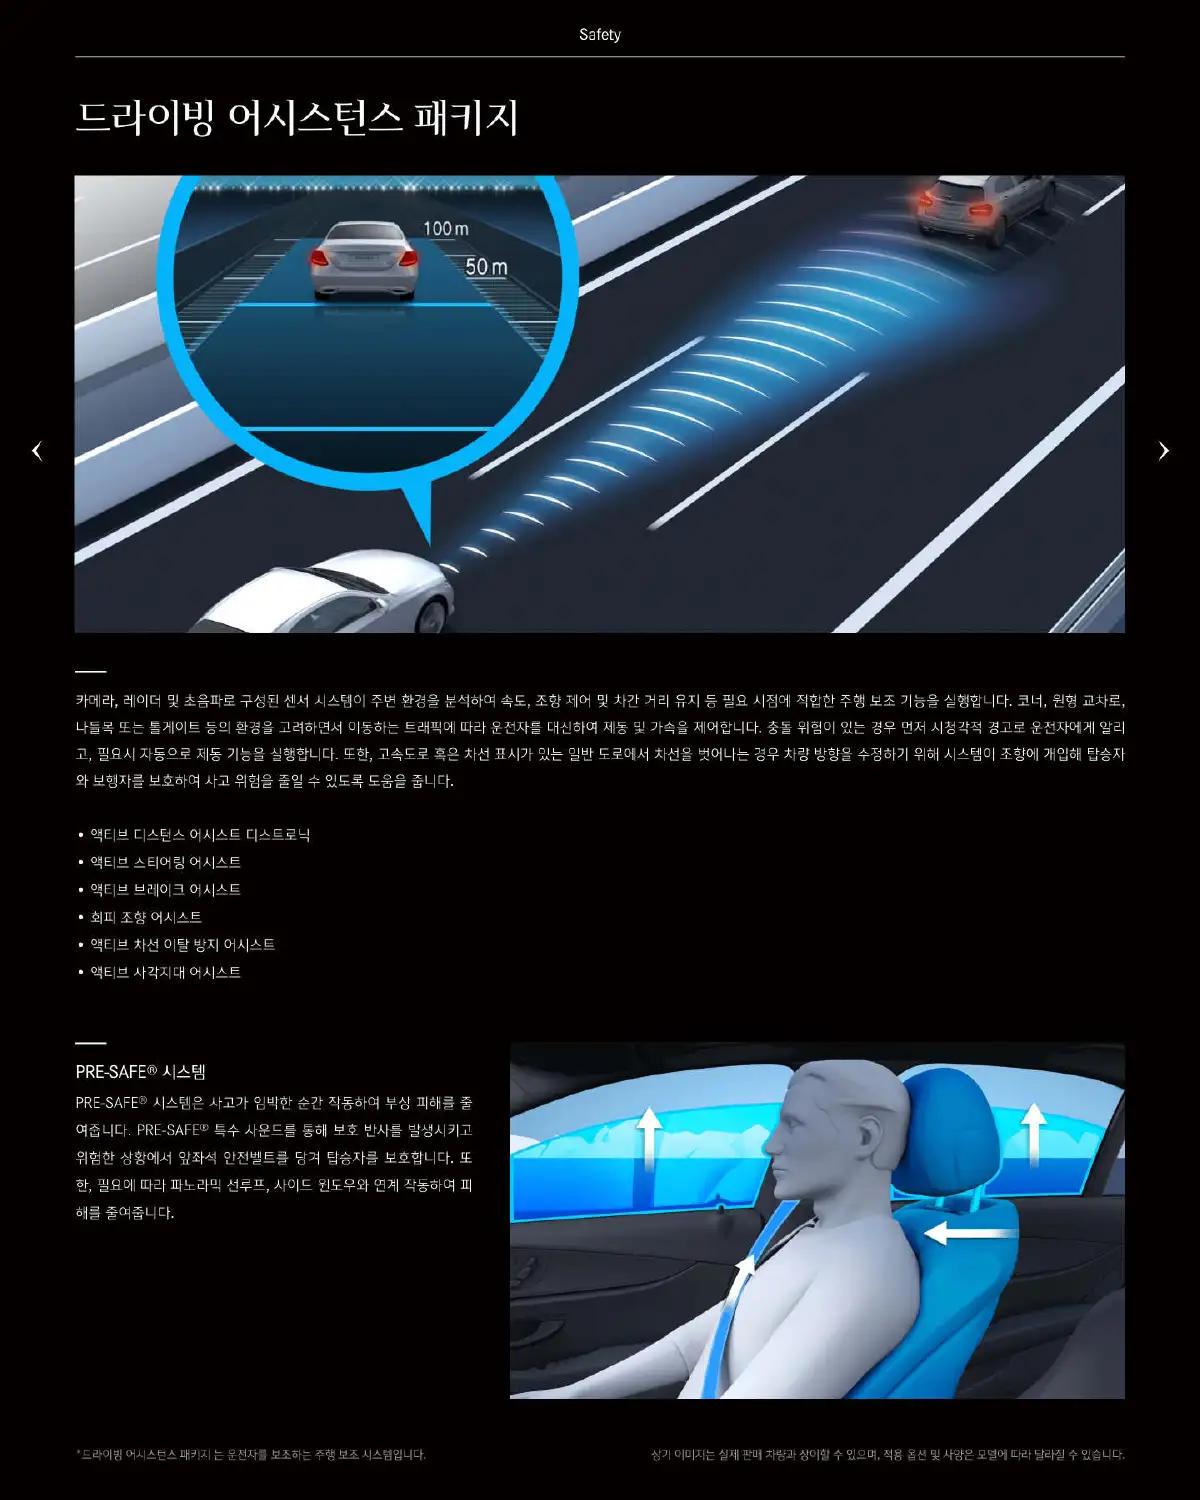 Safety
드라이빙 어시스턴스 패키지
100 m
50 m
카메라, 레이더 및 초음파로 구성된 센서 시스템이 주변 환경을 분석하여 속도, 조향 제어 및 차간 거리 유지 등 필요 시점에 적합한 주행 보조 기능을 실행합니다. 코너, 원형 교차로,
나들목 또는 톨게이트 등의 환경을 고려하면서 이동하는 트래픽에 따라 운전자를 대신하여 제동 및 가속을 제어합니다. 충돌 위험이 있는 경우 먼저 시청각적 경고로 운전자에게 알리
고, 필요시 자동으로 제동 기능을 실행합니다. 또한, 고속도로 혹은 차선 표시가 있는 일반 도로에서 차선을 벗어나는 경우 차량 방향을 수정하기 위해 시스템이 조향에 개입해 탑승자
와 보행자를 보호하여 사고 위험을 줄일 수 있도록 도움을 줍니다.
• 액티브 디스턴스 어시스트 디스트로닉
• 액티브 스티어링 어시스트
• 액티브 브레이크 어시스트
• 회피 조향 어시스트
• 액티브 차선 이탈 방지 어시스트
• 액티브 사각지대 어시스트
PRE-SAFE® 시스템
PRE-SAFE® 시스템은 사고가 임박한 순간 작동하여 부상 피해를 줄
여줍니다. PRE-SAFE® 특수 사운드를 통해 보호 반사를 발생시키고
위험한 상황에서 앞좌석 안전벨트를 당겨 탑승자를 보호합니다. 또
한, 필요에 따라 파노라믹 선루프, 사이드 윈도우와 연계 작동하여 피
해를 줄여줍니다.
*드라이빙 어시스턴스 패키지 는 운전자를 보조하는 주행 보조 시스템입니다.
상기 이미지는 실제 판매 차량과 상이할 수 있으며, 적용 옵션 및 사양은 모델에 따라 달라질 수 있습니다.